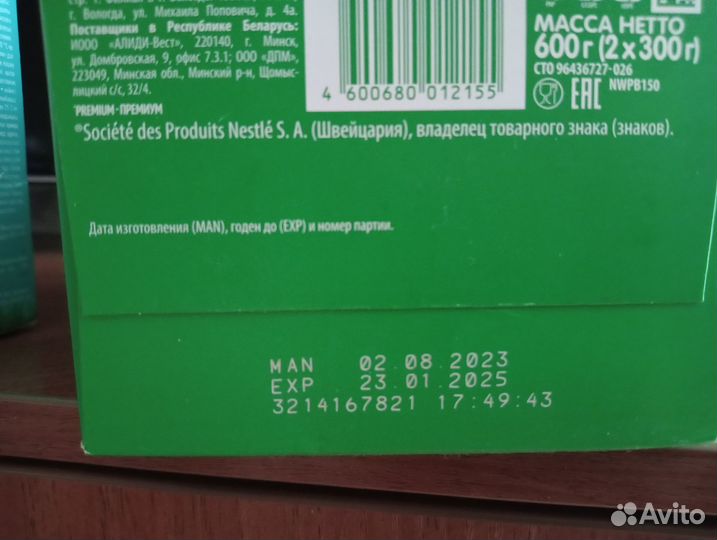 г. Вологда, ул. Михаила Поповича, д. 4а.
Поставщики в Республике Беларусь:
ИООО «АЛИДИ-Вест», 220140, г. Минск,
ул. Домбровская, 9, офис 7.3.1; ООО «ДПМ»,
223049, Минская обл., Минский р-н, Щомыс-
лицкий с/с, 32/4.
*PREMIUM-ПРЕМИУМ
4 600680 012155
МАССА НЕТТО
600 г (2 x 300 г)
СТО 96436727-026
NWPB150
EAC
®Société des Produits Nestlé S. A. (Швейцария), владелец товарного знака (знаков).
Дата изготовления (MAN), годен до (EXP) и номер партии.
MAN 02.08.2023
EXP 23.01.2025
3214167821 17:49:43
Avito